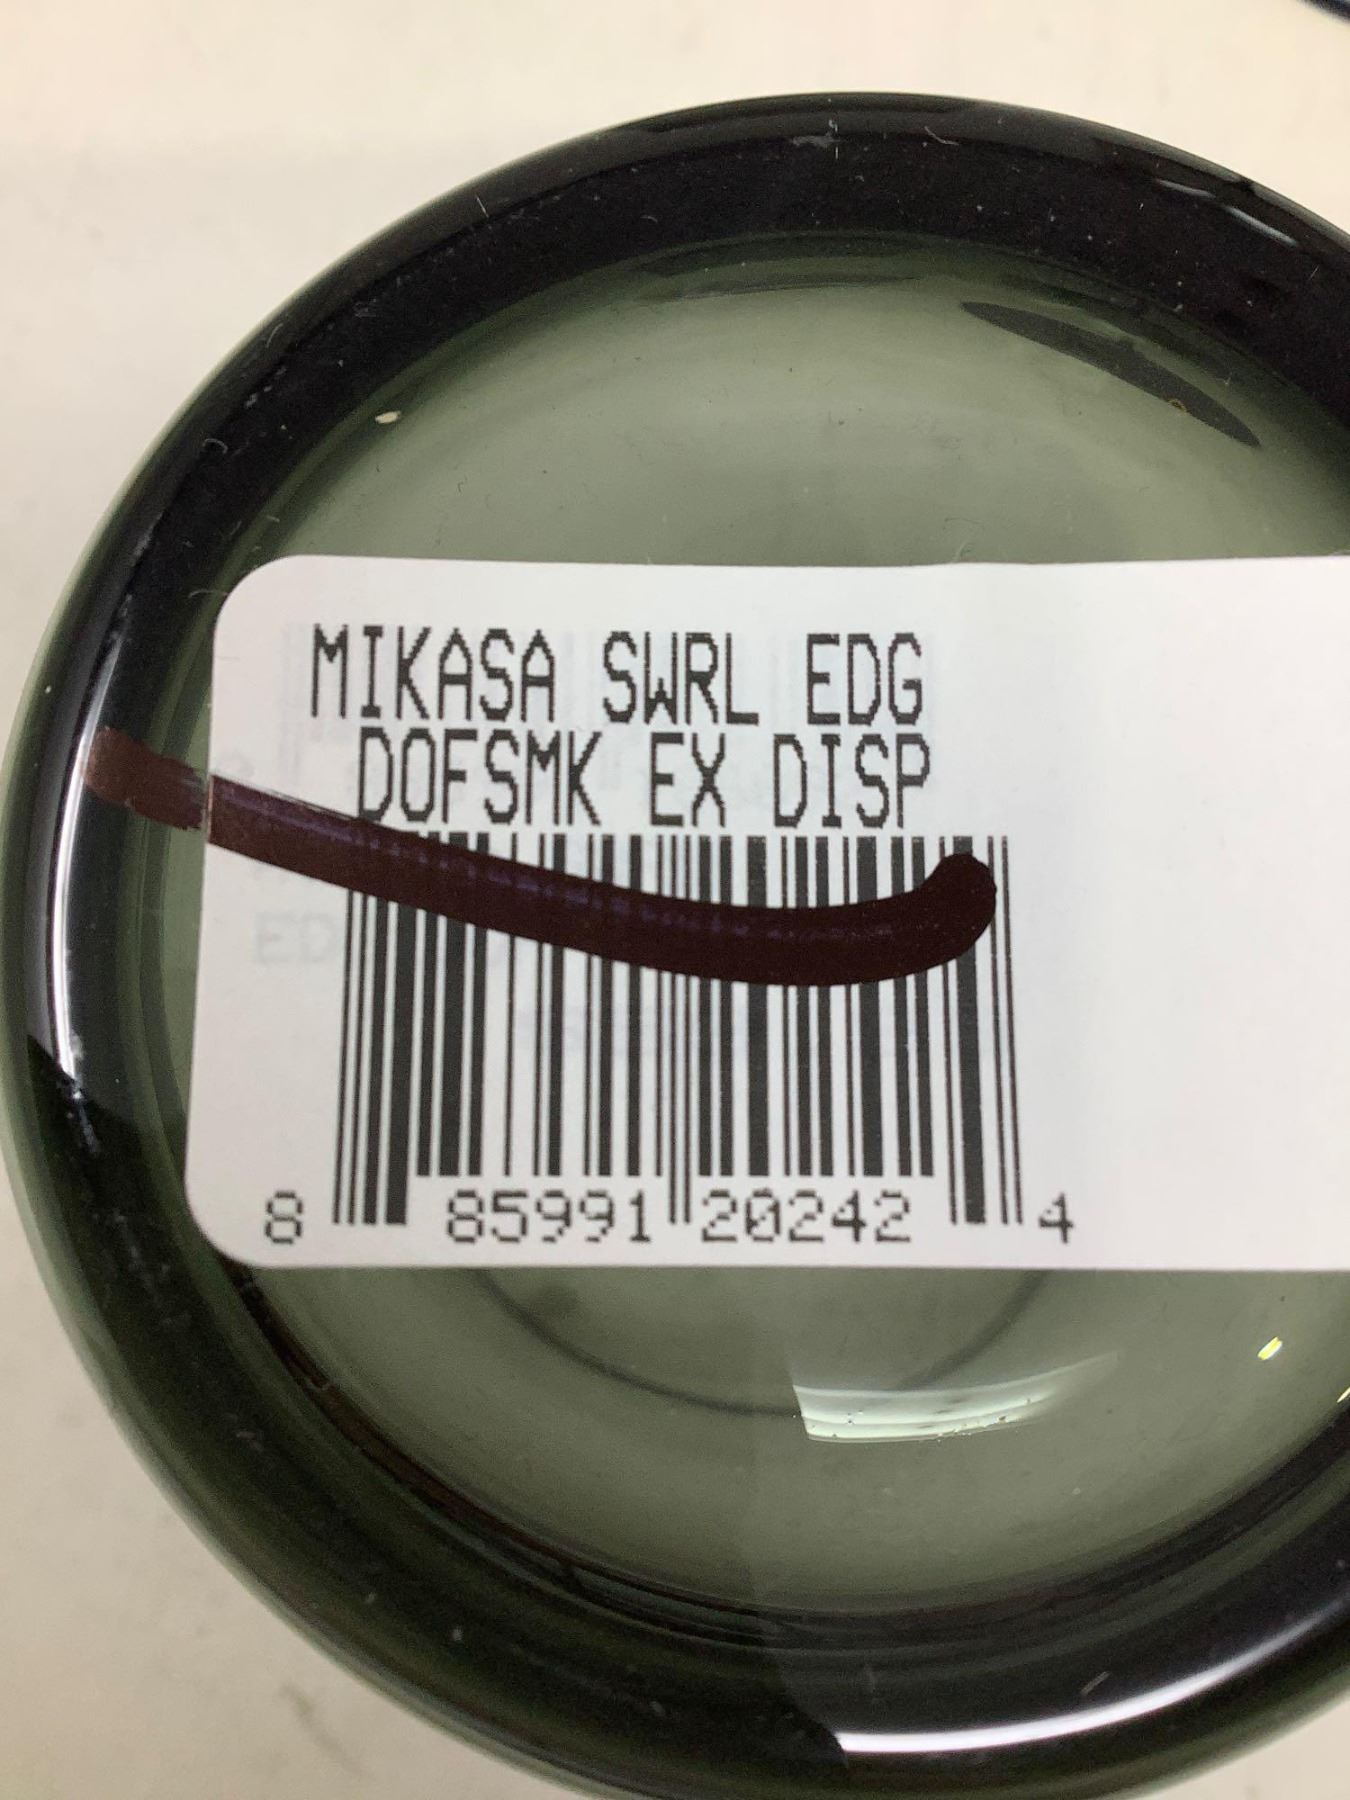 MIKASA SWRL EDG
DOFSMK EX DISP
8 85991 20242 4